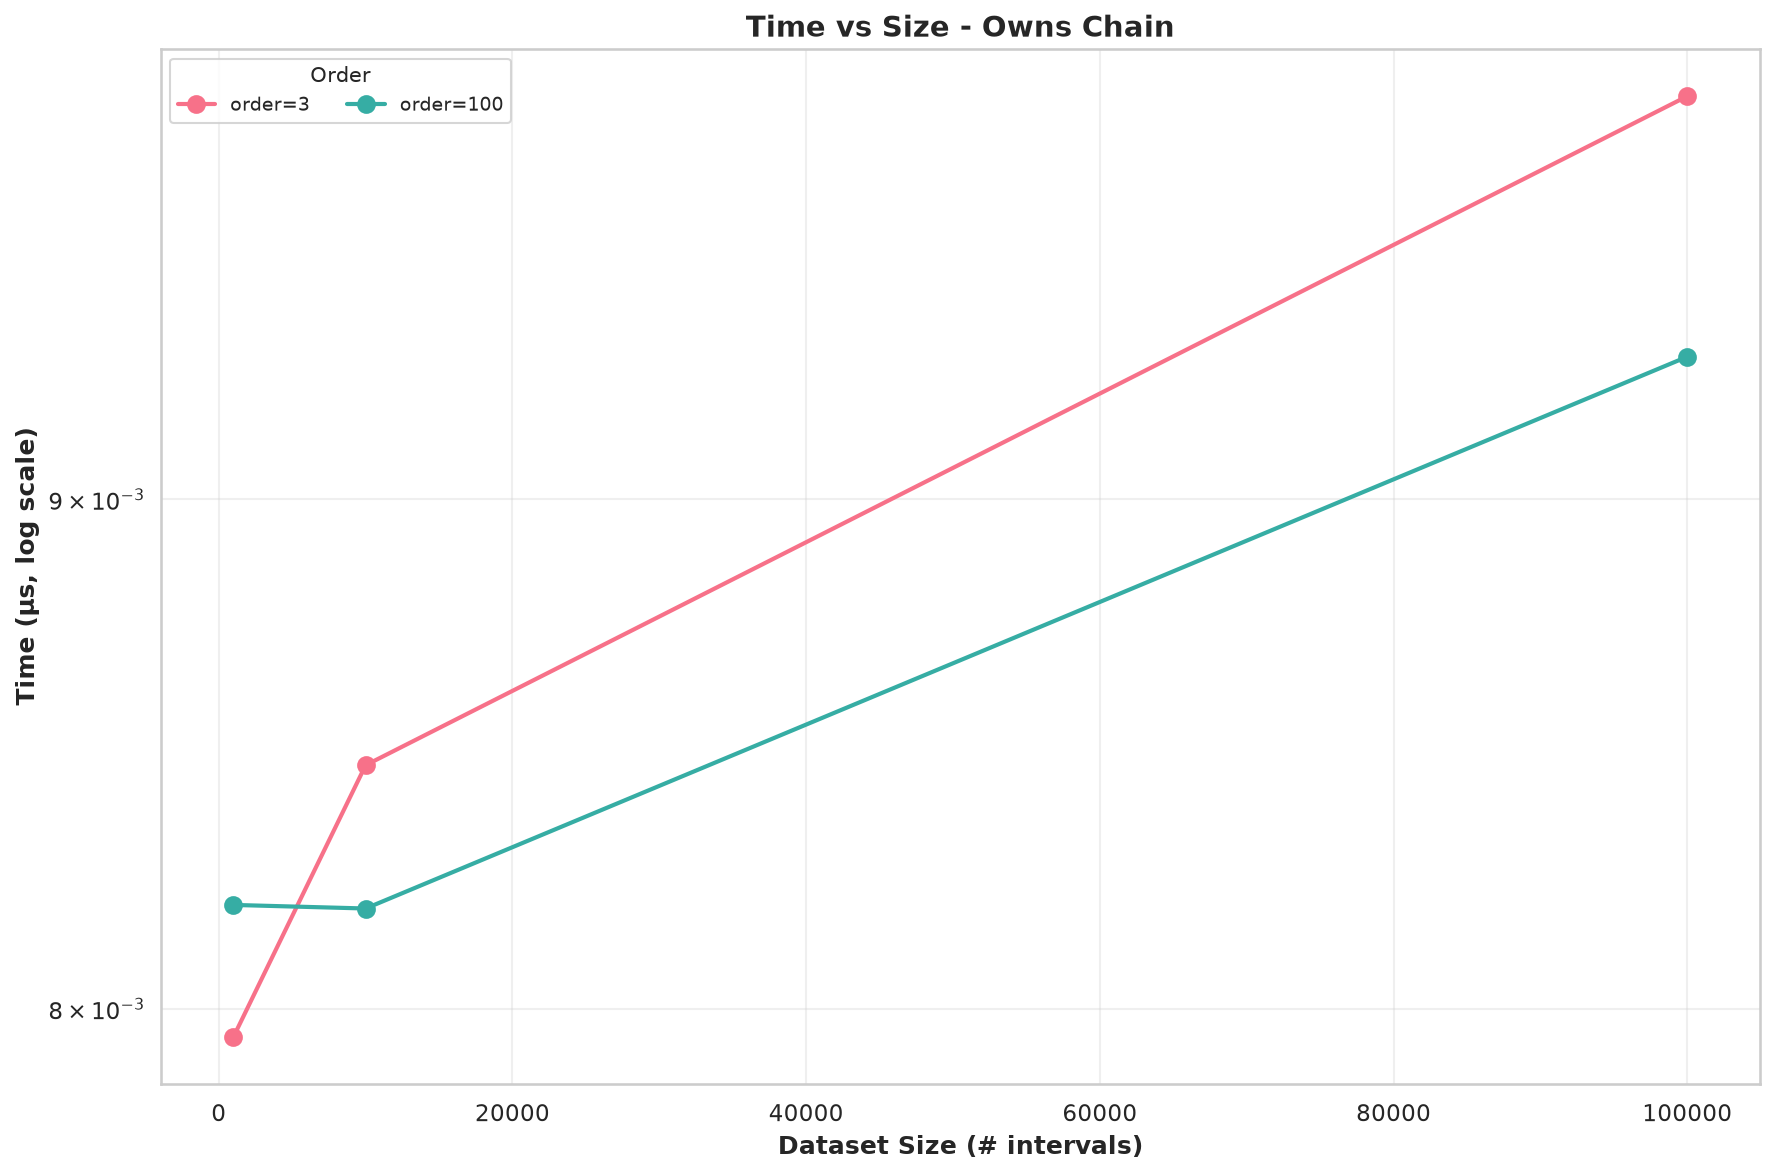 Time vs Size - Owns Chain
Order
order=3 order=100
Time (µs, log scale)
9 × 10⁻³
8 × 10⁻³
0 20000 40000 60000 80000 100000
Dataset Size (# intervals)